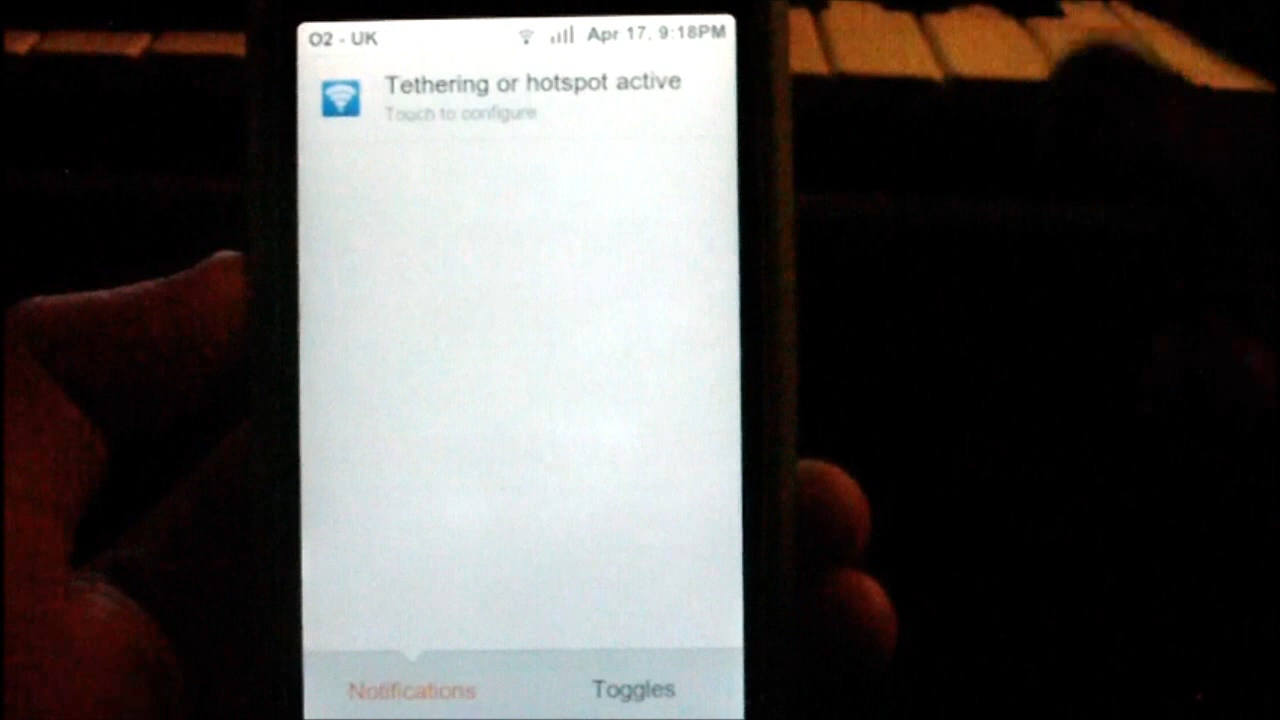 O2 - UK Apr 17, 9:18PM
Tethering or hotspot active
Touch to configure
Notifications Toggles